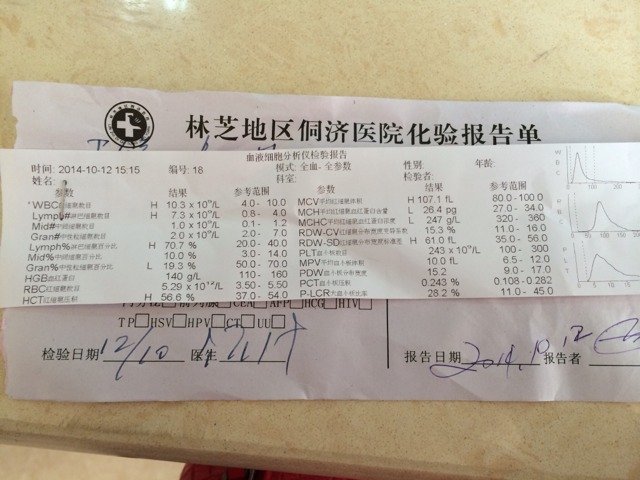 林芝地区侗济医院化验报告单
血液细胞分析仪检验报告
时间: 2014-10-12 15:15 编号: 18 模式: 全血- 全参数 性别: 年龄:
姓名: 科室: 检验者:
参数 结果 参考范围 参数 结果 参考范围
*WBC白细胞数目 H 10.3 x 10^9/L 4.0 - 10.0 MCV平均红细胞体积 H 107.1 fL 80.0 - 100.0
Lymph#淋巴细胞数目 H 7.3 x 10^9/L 0.8 - 4.0 MCH平均红细胞血红蛋白含量 L 26.4 pg 27.0 - 34.0
Mid#中间细胞数目 1.0 x 10^9/L 0.1 - 1.2 MCHC平均红细胞血红蛋白浓度 L 247 g/L 320 - 360
Gran#中性粒细胞数目 2.0 x 10^9/L 2.0 - 7.0 RDW-CV红细胞分布宽度变异系数 15.3 % 11.0 - 16.0
Lymph%淋巴细胞百分比 H 70.7 % 20.0 - 40.0 RDW-SD红细胞分布宽度标准差 H 61.0 fL 35.0 - 56.0
Mid%中间细胞百分比 10.0 % 3.0 - 14.0 PLT血小板数目 243 x 10^9/L 100 - 300
Gran%中性粒细胞百分比 L 19.3 % 50.0 - 70.0 MPV平均血小板体积 10.0 fL 6.5 - 12.0
HGB血红蛋白 140 g/L 110 - 160 PDW血小板分布宽度 15.2 9.0 - 17.0
RBC红细胞数目 5.29 x 10^12/L 3.50 - 5.50 PCT血小板压积 0.243 % 0.108 - 0.282
HCT红细胞压积 H 56.6 % 37.0 - 54.0 P-LCR大血小板比率 28.2 % 11.0 - 45.0
WBC
RBC
PLT
CEA□ AFP□ HCG□ HIV□
TP□HSV□HPV□CT□UU□
检验日期 12/10 医生 报告日期 2014.10.12 报告者